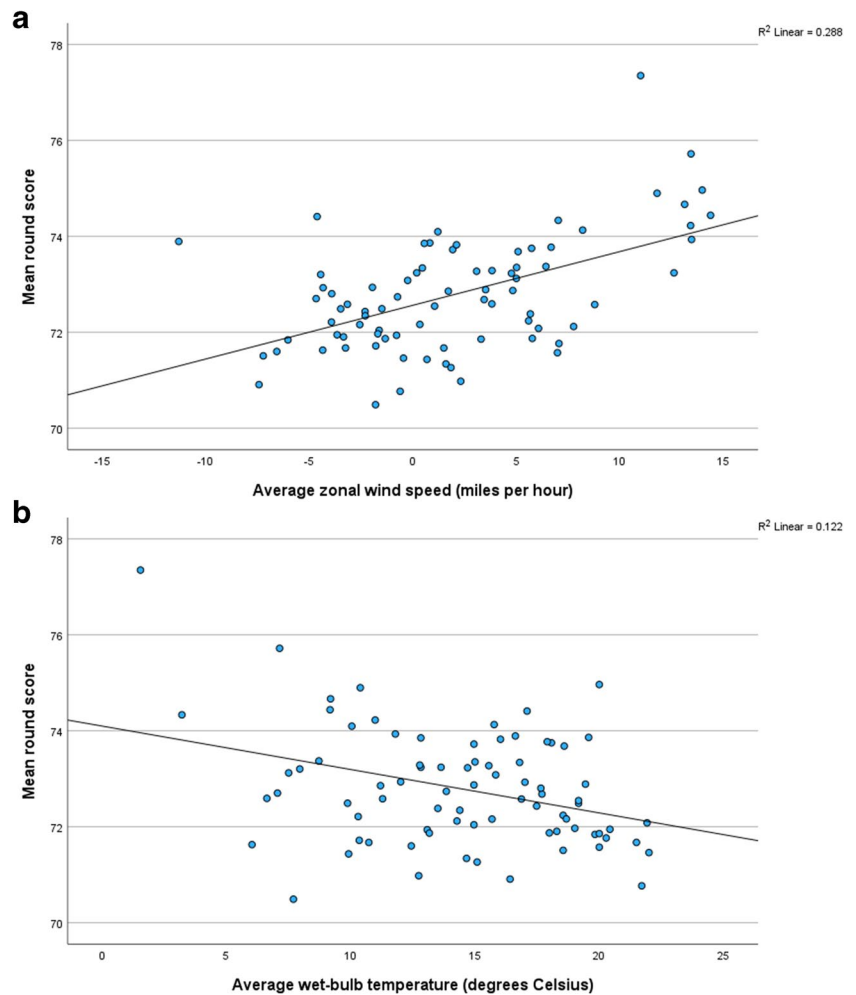 a
R² Linear = 0.288
78
76
74
72
70
Mean round score
-15 -10 -5 0 5 10 15
Average zonal wind speed (miles per hour)
b
R² Linear = 0.122
78
76
74
72
70
Mean round score
0 5 10 15 20 25
Average wet-bulb temperature (degrees Celsius)